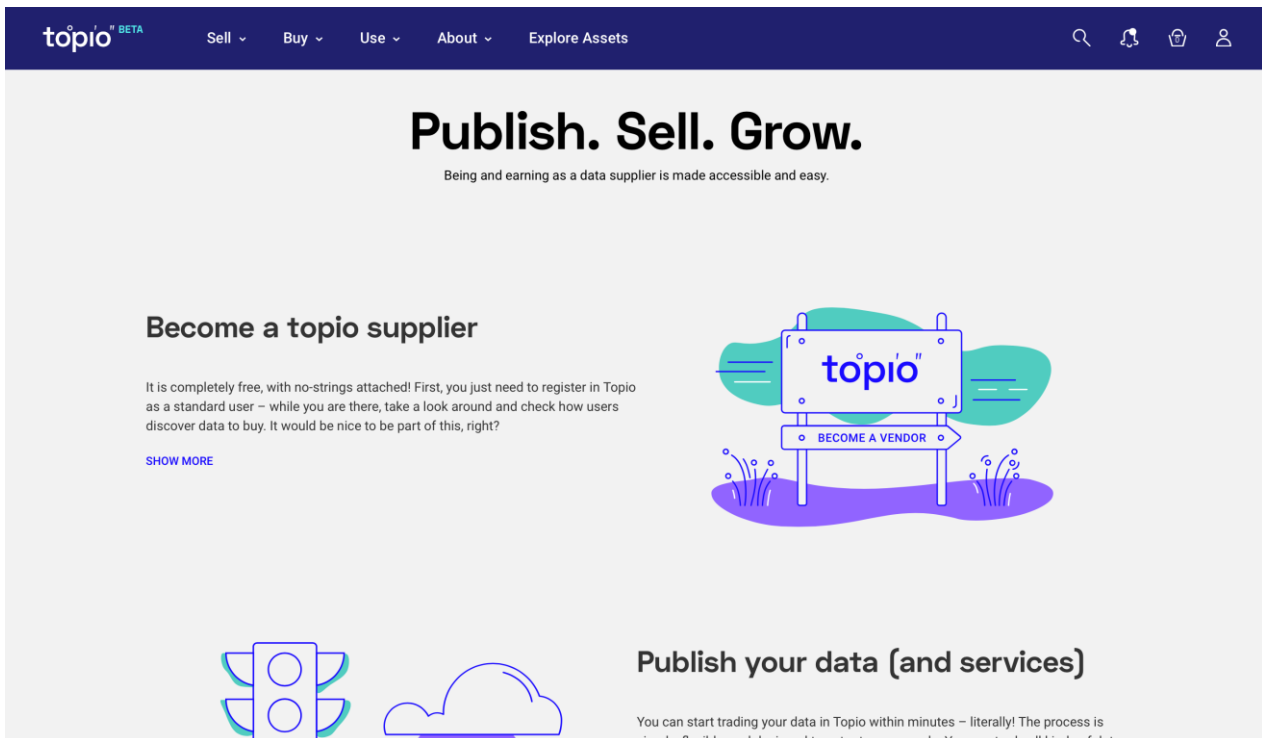 topio" BETA
Sell Buy Use About Explore Assets
Publish. Sell. Grow.
Being and earning as a data supplier is made accessible and easy.
Become a topio supplier
It is completely free, with no-strings attached! First, you just need to register in Topio
as a standard user – while you are there, take a look around and check how users
discover data to buy. It would be nice to be part of this, right?
SHOW MORE
topio"
BECOME A VENDOR
Publish your data (and services)
You can start trading your data in Topio within minutes – literally! The process is